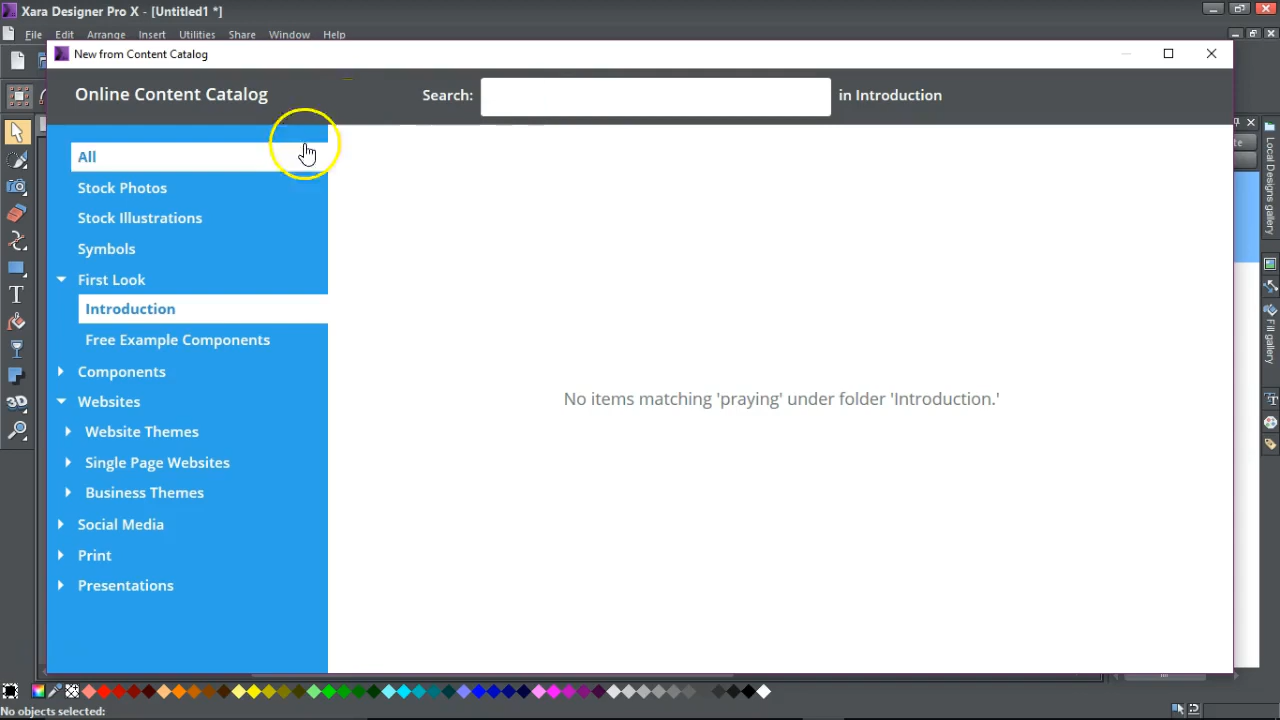 Xara Designer Pro X - [Untitled1 *]
File Edit Arrange Insert Utilities Share Window Help
New from Content Catalog
Online Content Catalog
Search:
in Introduction
All
Stock Photos
Stock Illustrations
Symbols
First Look
Introduction
Free Example Components
Components
Websites
Website Themes
Single Page Websites
Business Themes
Social Media
Print
Presentations
No items matching 'praying' under folder 'Introduction.'
Local Designs gallery
Fill gallery
3D
T
No objects selected: